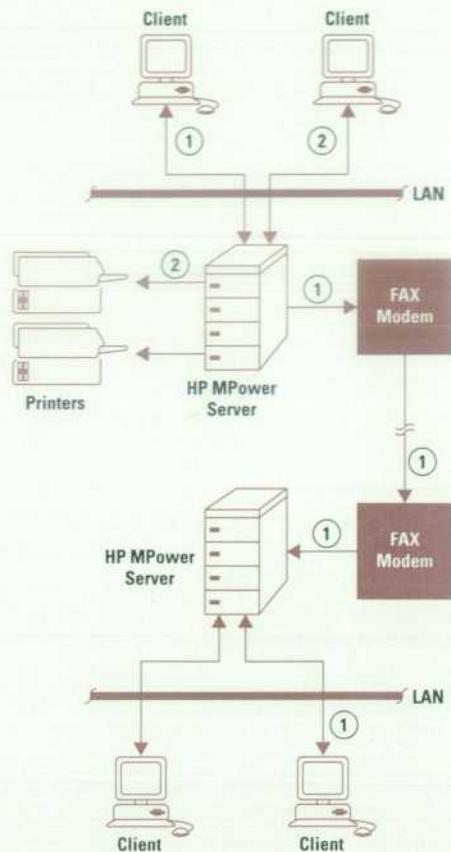 Client
Client
①
②
LAN
②
①
FAX
Modem
HP MPower
Server
Printers
①
FAX
Modem
①
HP MPower
Server
LAN
①
Client
Client